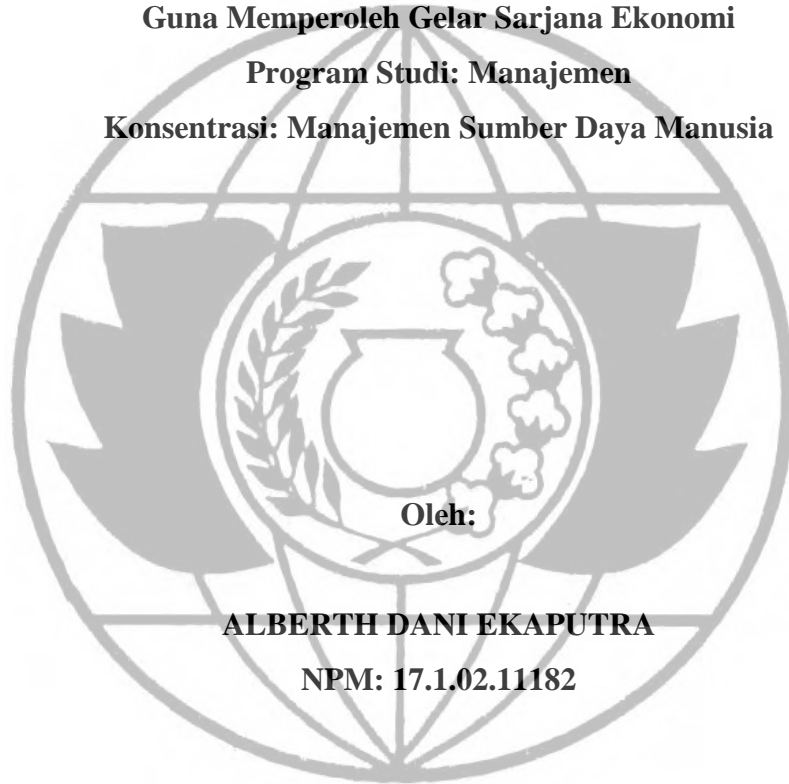 Guna Memperoleh Gelar Sarjana Ekonomi
Program Studi: Manajemen
Konsentrasi: Manajemen Sumber Daya Manusia
Oleh:
ALBERTH DANI EKAPUTRA
NPM: 17.1.02.11182